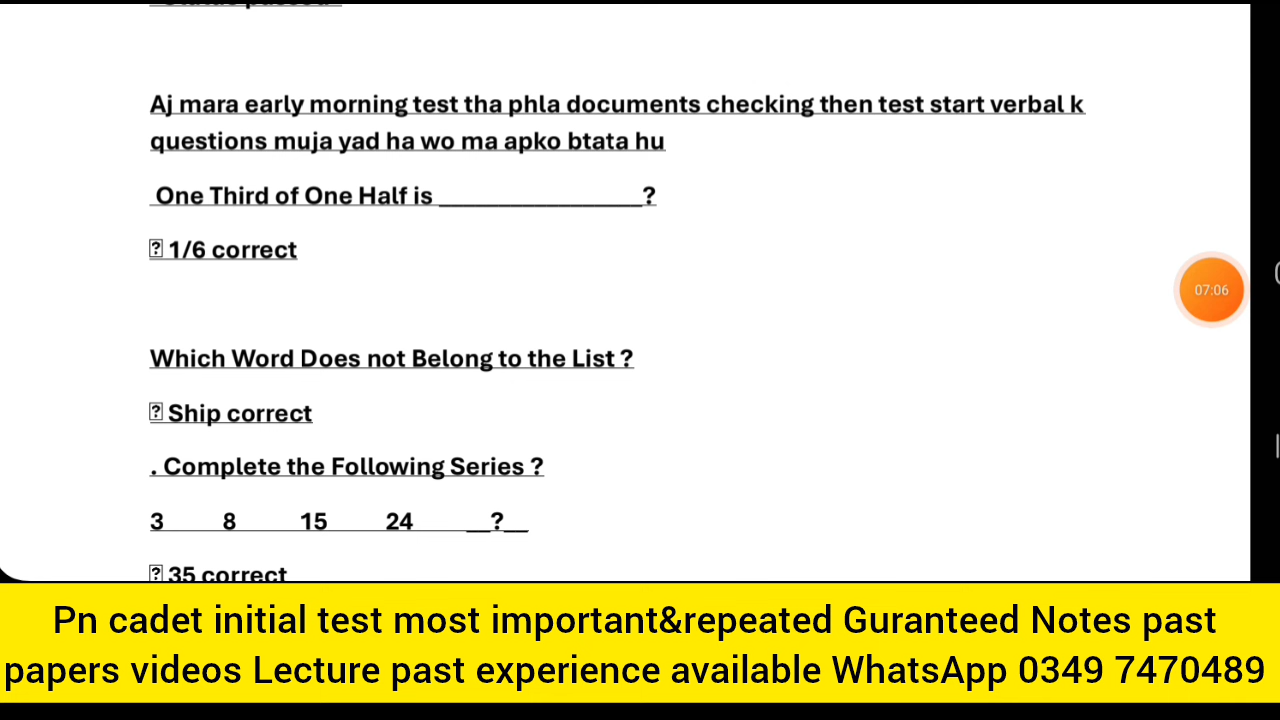 Aj mara early morning test tha phla documents checking then test start verbal k
questions muja yad ha wo ma apko btata hu
One Third of One Half is _________________?
1/6 correct
07:06
Which Word Does not Belong to the List ?
Ship correct
. Complete the Following Series ?
3 8 15 24 __?__
35 correct
Pn cadet initial test most important&repeated Guranteed Notes past
papers videos Lecture past experience available WhatsApp 0349 7470489